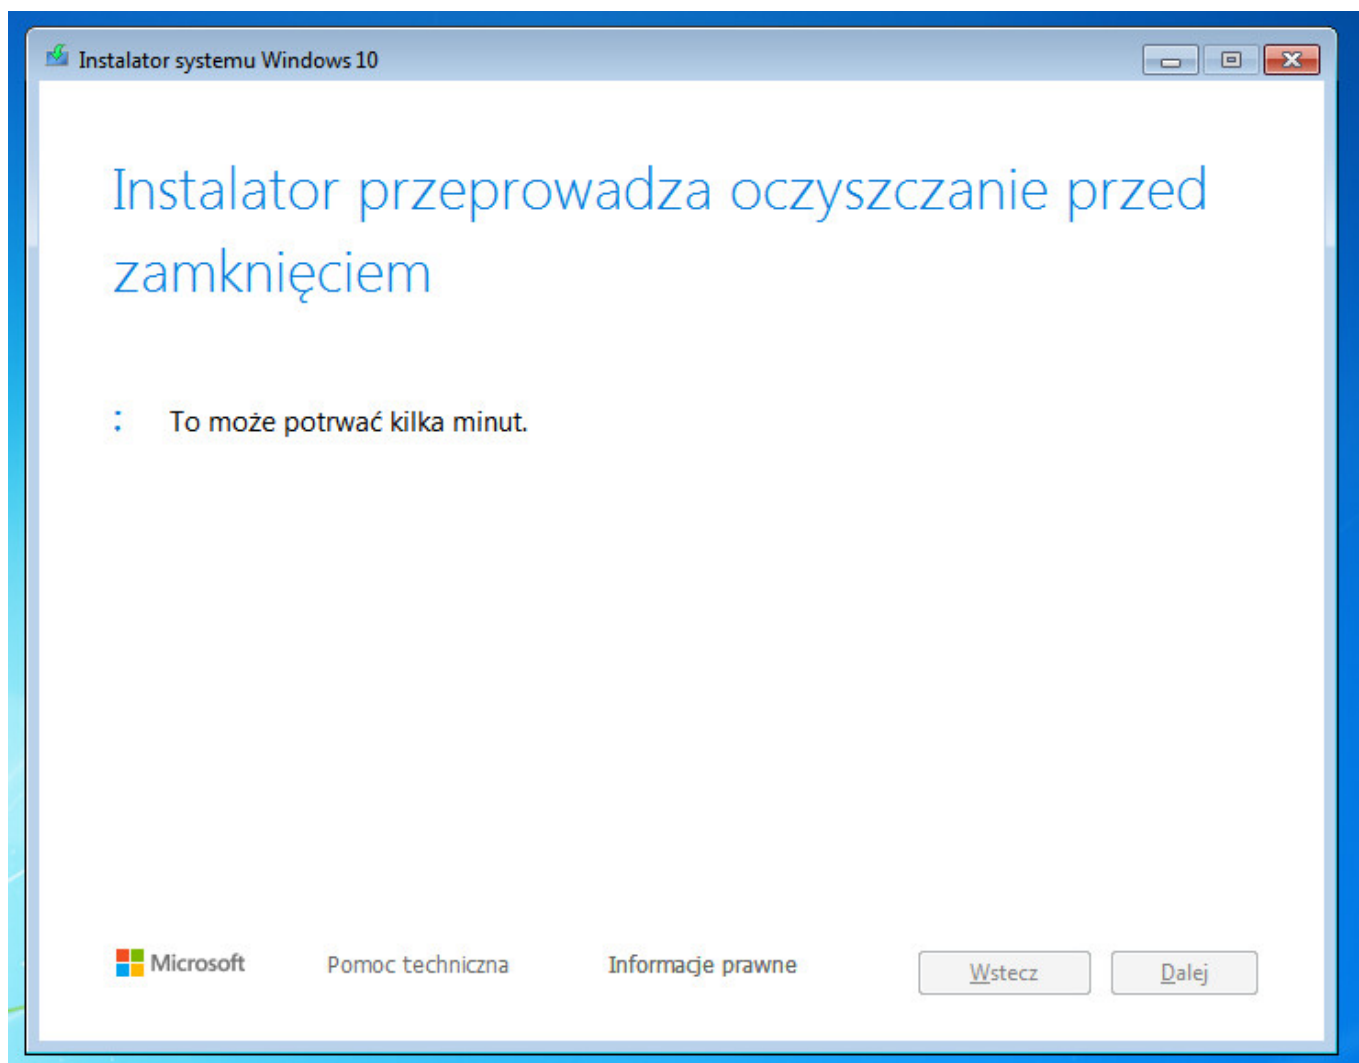 Instalator systemu Windows 10
Instalator przeprowadza oczyszczanie przed
zamknięciem
To może potrwać kilka minut.
Microsoft Pomoc techniczna Informacje prawne Wstecz Dalej